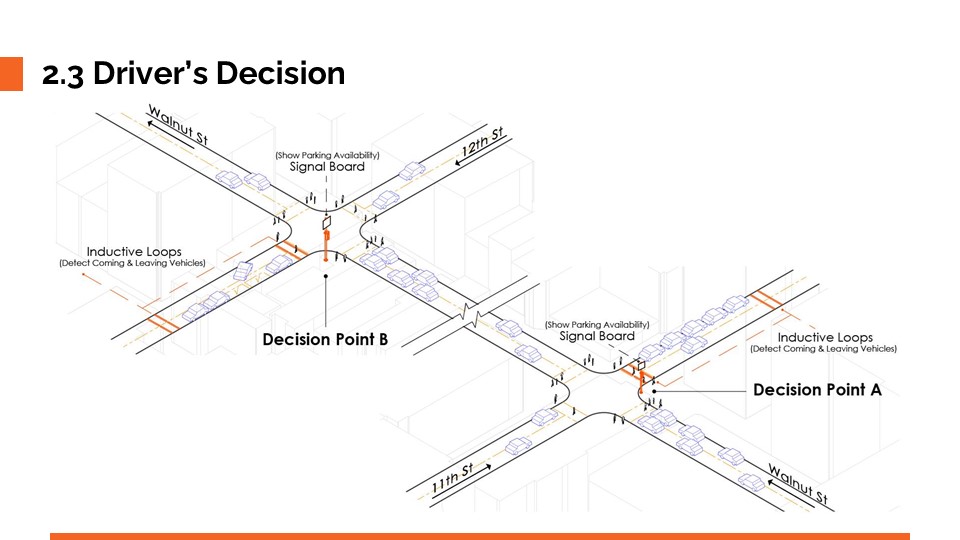 2.3 Driver's Decision
Walnut St
12th St
(Show Parking Availability)
Signal Board
Inductive Loops
(Detect Coming & Leaving Vehicles)
Decision Point B
(Show Parking Availability)
Signal Board
Inductive Loops
(Detect Coming & Leaving Vehicles)
Decision Point A
11th St
Walnut St